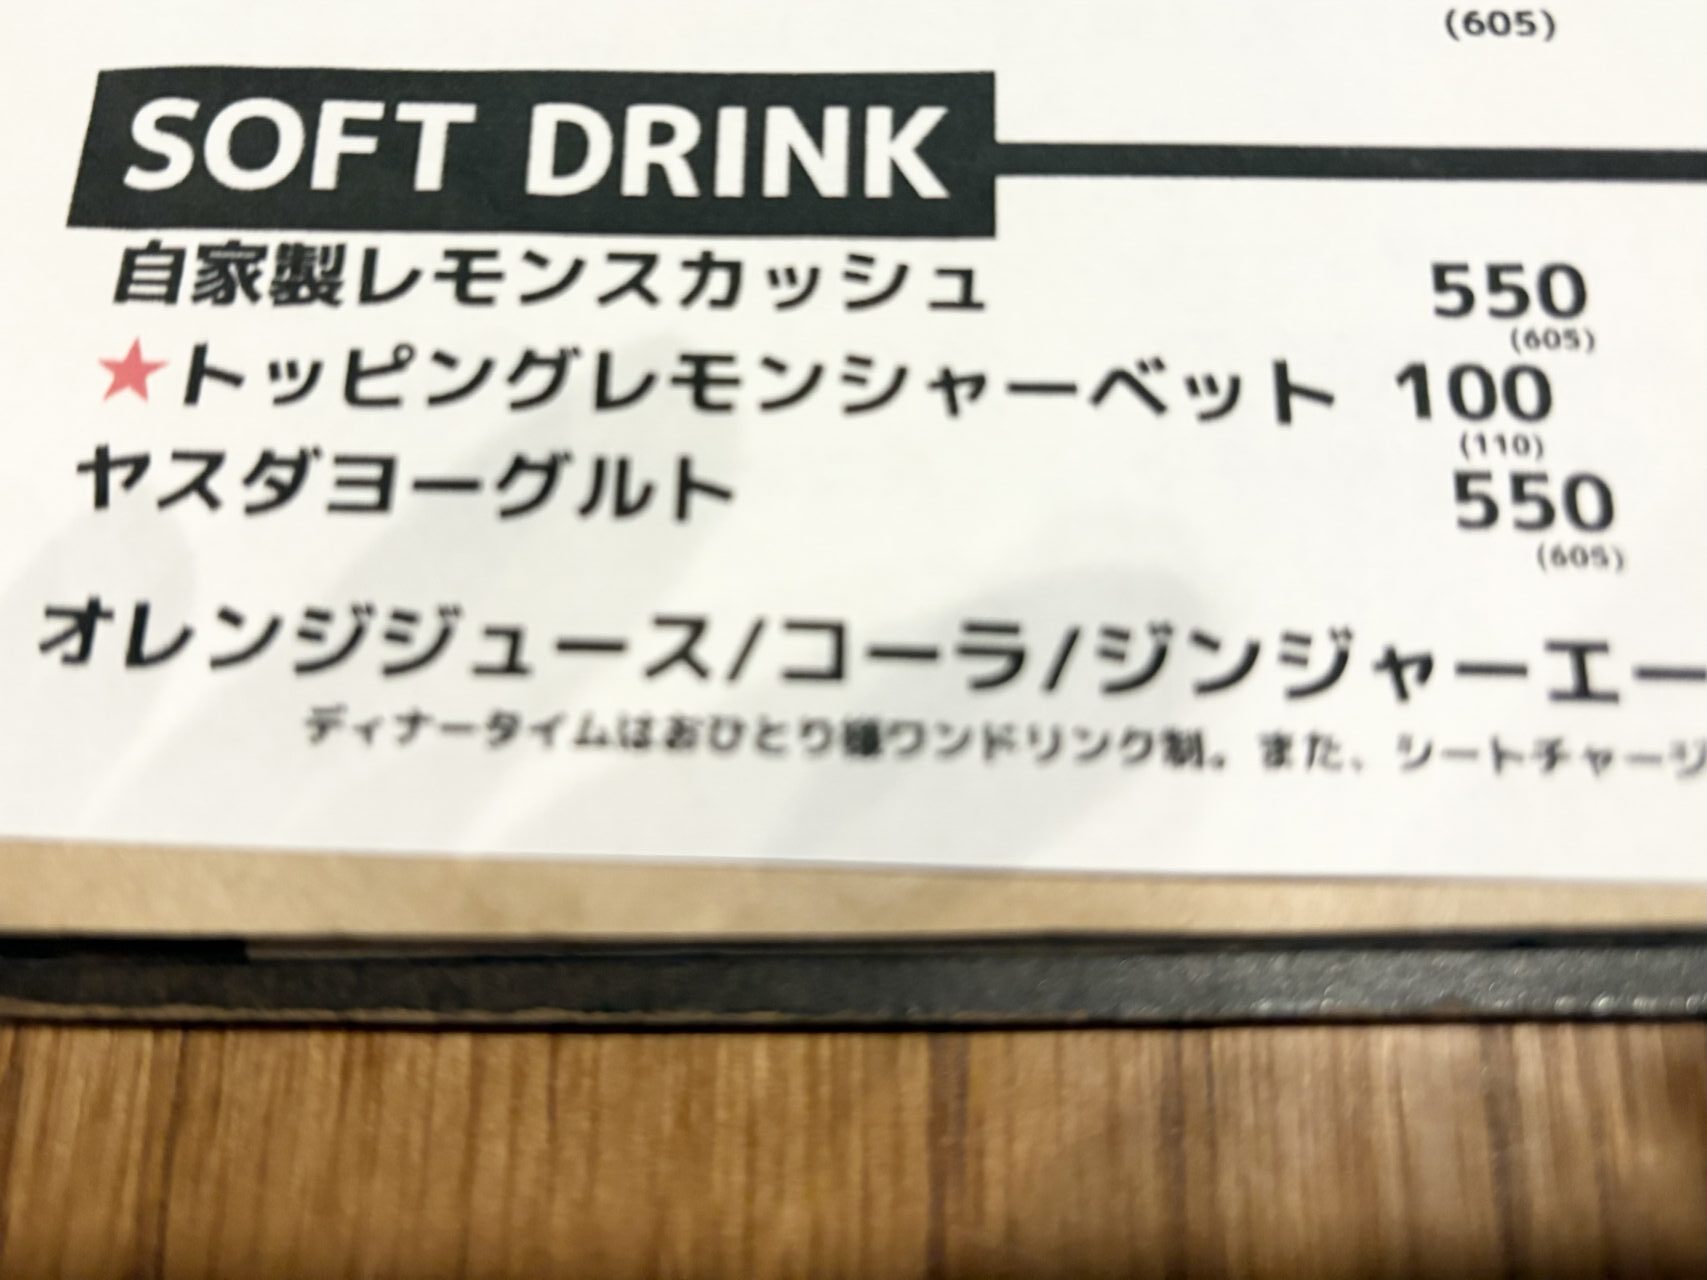 (605)
SOFT DRINK
自家製レモンスカッシュ 550
(605)
★トッピングレモンシャーベット 100
(110)
ヤスダヨーグルト 550
(605)
オレンジジュース/コーラ/ジンジャーエー
ディナータイムはおひとり様ワンドリンク制。また、シートチャージ